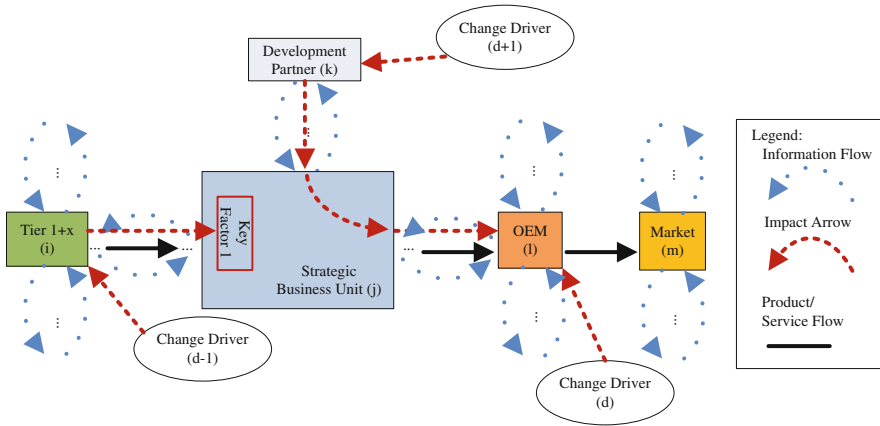 Change Driver
(d+1)
Development
Partner (k)
...
...
...
...
Legend:
Information Flow
Tier 1+x
(i)
...
...
Key
Factor 1
Strategic
Business Unit (j)
...
...
OEM
(l)
Market
(m)
Impact Arrow
Product/
Service Flow
...
...
...
Change Driver
(d-1)
Change Driver
(d)